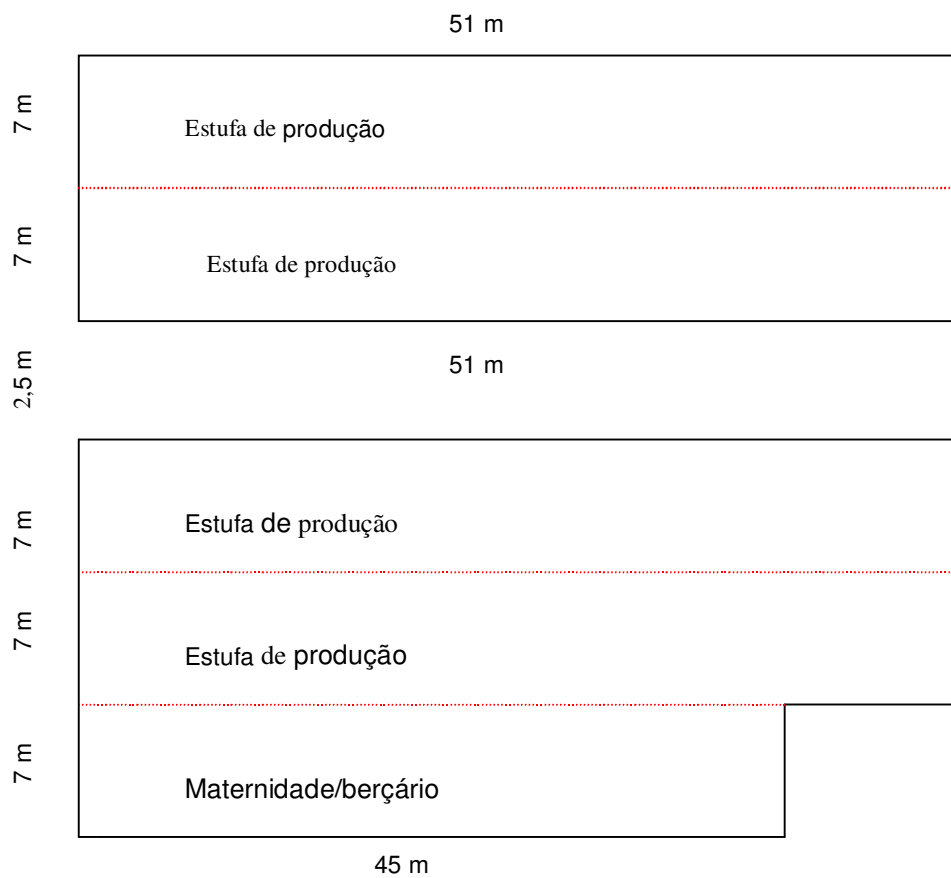 51 m
7 m
Estufa de produção
7 m
Estufa de produção
2,5 m
51 m
7 m
Estufa de produção
7 m
Estufa de produção
7 m
Maternidade/berçário
45 m